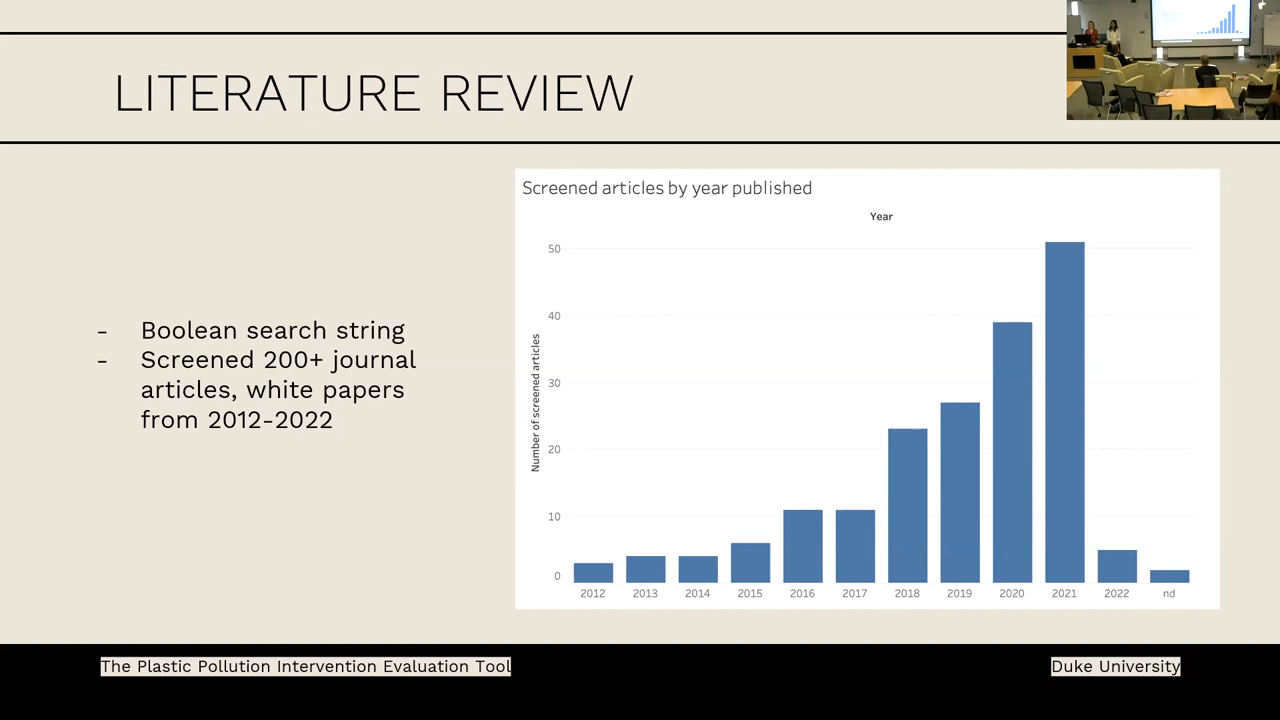 LITERATURE REVIEW
- Boolean search string
- Screened 200+ journal
articles, white papers
from 2012-2022
Screened articles by year published
Year
Number of screened articles
50
40
30
20
10
0
2012 2013 2014 2015 2016 2017 2018 2019 2020 2021 2022 nd
The Plastic Pollution Intervention Evaluation Tool
Duke University